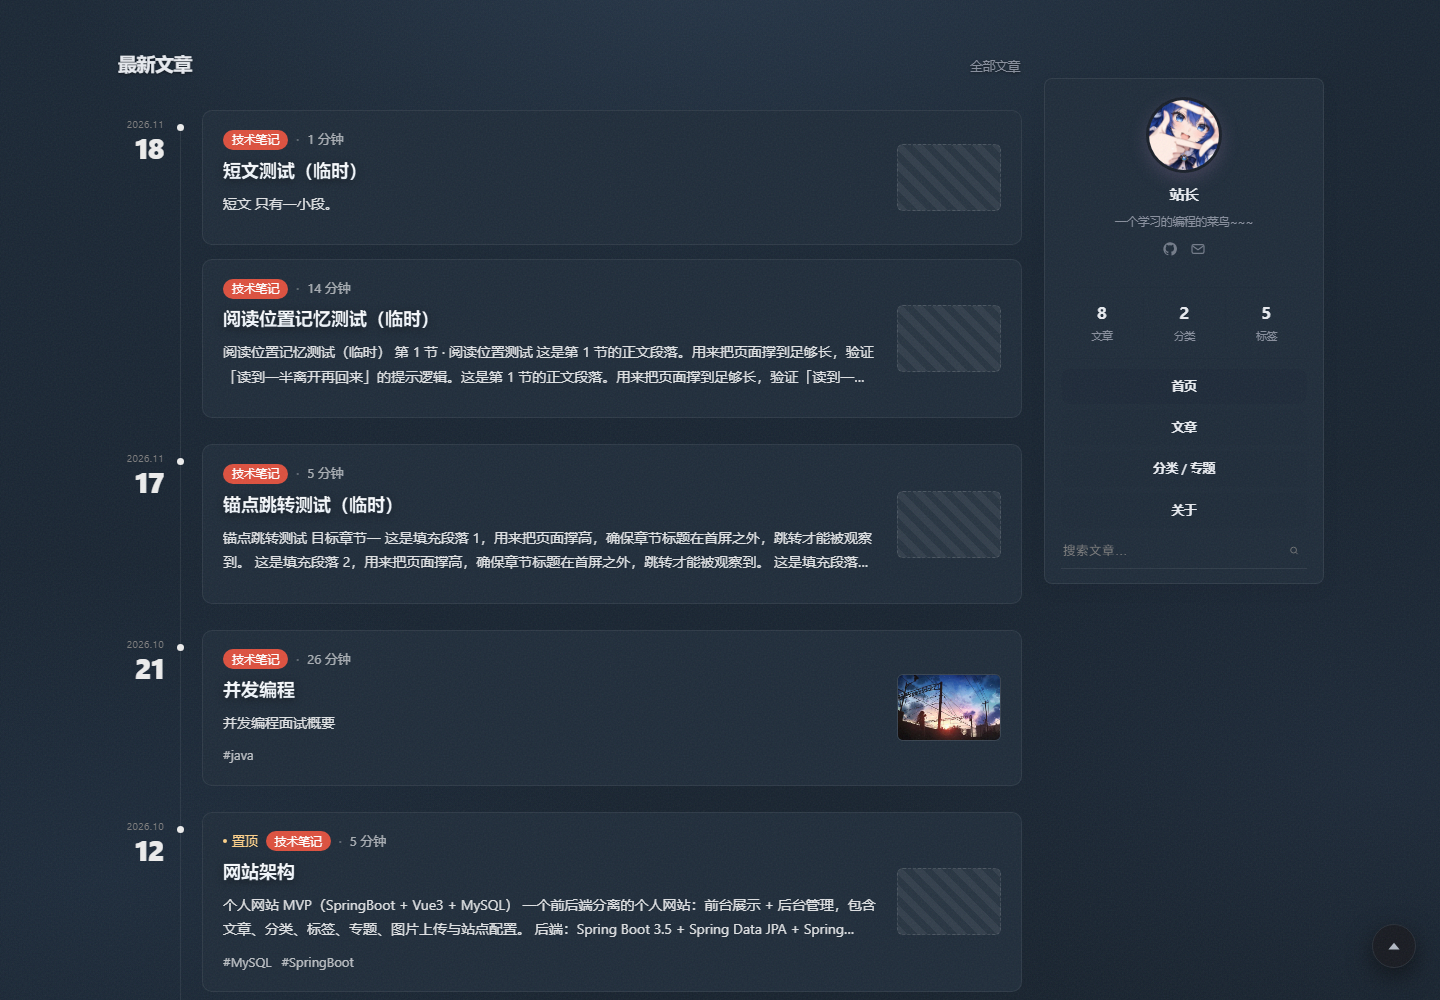 最新文章
全部文章
2026.11
18
技术笔记 · 1 分钟
短文测试（临时）
短文 只有一小段。
技术笔记 · 14 分钟
阅读位置记忆测试（临时）
阅读位置记忆测试（临时） 第 1 节 · 阅读位置测试 这是第 1 节的正文段落。用来把页面撑到足够长，验证
「读到一半离开再回来」的提示逻辑。这是第 1 节的正文段落。用来把页面撑到足够长，验证「读到一...
2026.11
17
技术笔记 · 5 分钟
锚点跳转测试（临时）
锚点跳转测试 目标章节一 这是填充段落 1，用来把页面撑高，确保章节标题在首屏之外，跳转才能被观察
到。 这是填充段落 2，用来把页面撑高，确保章节标题在首屏之外，跳转才能被观察到。 这是填充段落...
2026.10
21
技术笔记 · 26 分钟
并发编程
并发编程面试概要
#java
2026.10
12
• 置顶 技术笔记 · 5 分钟
网站架构
个人网站 MVP（SpringBoot + Vue3 + MySQL） 一个前后端分离的个人网站：前台展示 + 后台管理，包含
文章、分类、标签、专题、图片上传与站点配置。 后端：Spring Boot 3.5 + Spring Data JPA + Spring...
#MySQL #SpringBoot
站长
一个学习的编程的菜鸟~~~
8 2 5
文章 分类 标签
首页
文章
分类 / 专题
关于
搜索文章...